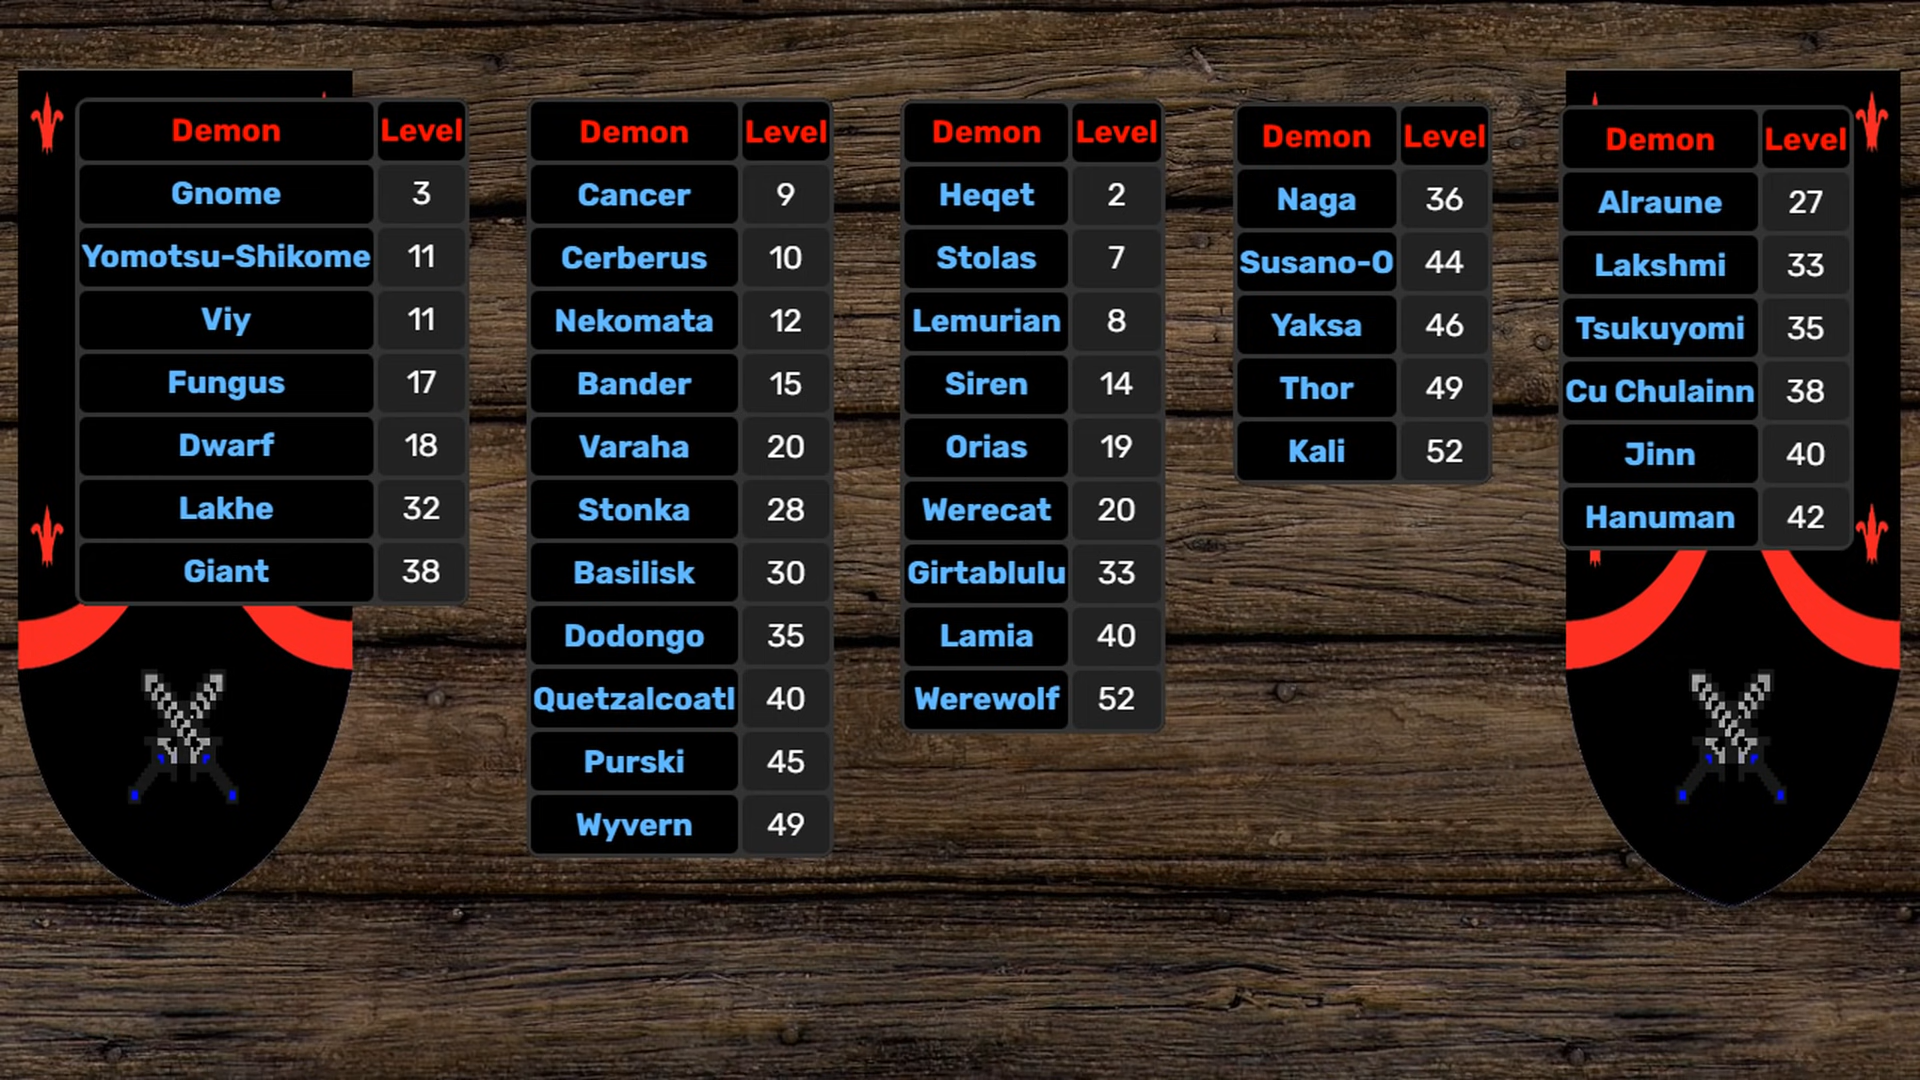 Demon Level
Gnome 3
Yomotsu-Shikome 11
Viy 11
Fungus 17
Dwarf 18
Lakhe 32
Giant 38
Demon Level
Cancer 9
Cerberus 10
Nekomata 12
Bander 15
Varaha 20
Stonka 28
Basilisk 30
Dodongo 35
Quetzalcoatl 40
Purski 45
Wyvern 49
Demon Level
Heqet 2
Stolas 7
Lemurian 8
Siren 14
Orias 19
Werecat 20
Girtablulu 33
Lamia 40
Werewolf 52
Demon Level
Naga 36
Susano-O 44
Yaksa 46
Thor 49
Kali 52
Demon Level
Alraune 27
Lakshmi 33
Tsukuyomi 35
Cu Chulainn 38
Jinn 40
Hanuman 42